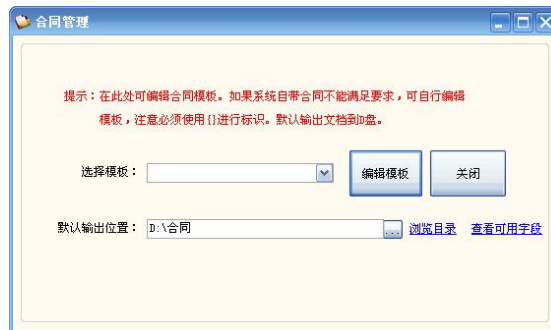 合同管理
提示：在此处可编辑合同模板。如果系统自带合同不能满足要求，可自行编辑
模板，注意必须使用{}进行标识。默认输出文档到D盘。
选择模板： 编辑模板 关闭
默认输出位置： D:\合同 ... 浏览目录 查看可用字段